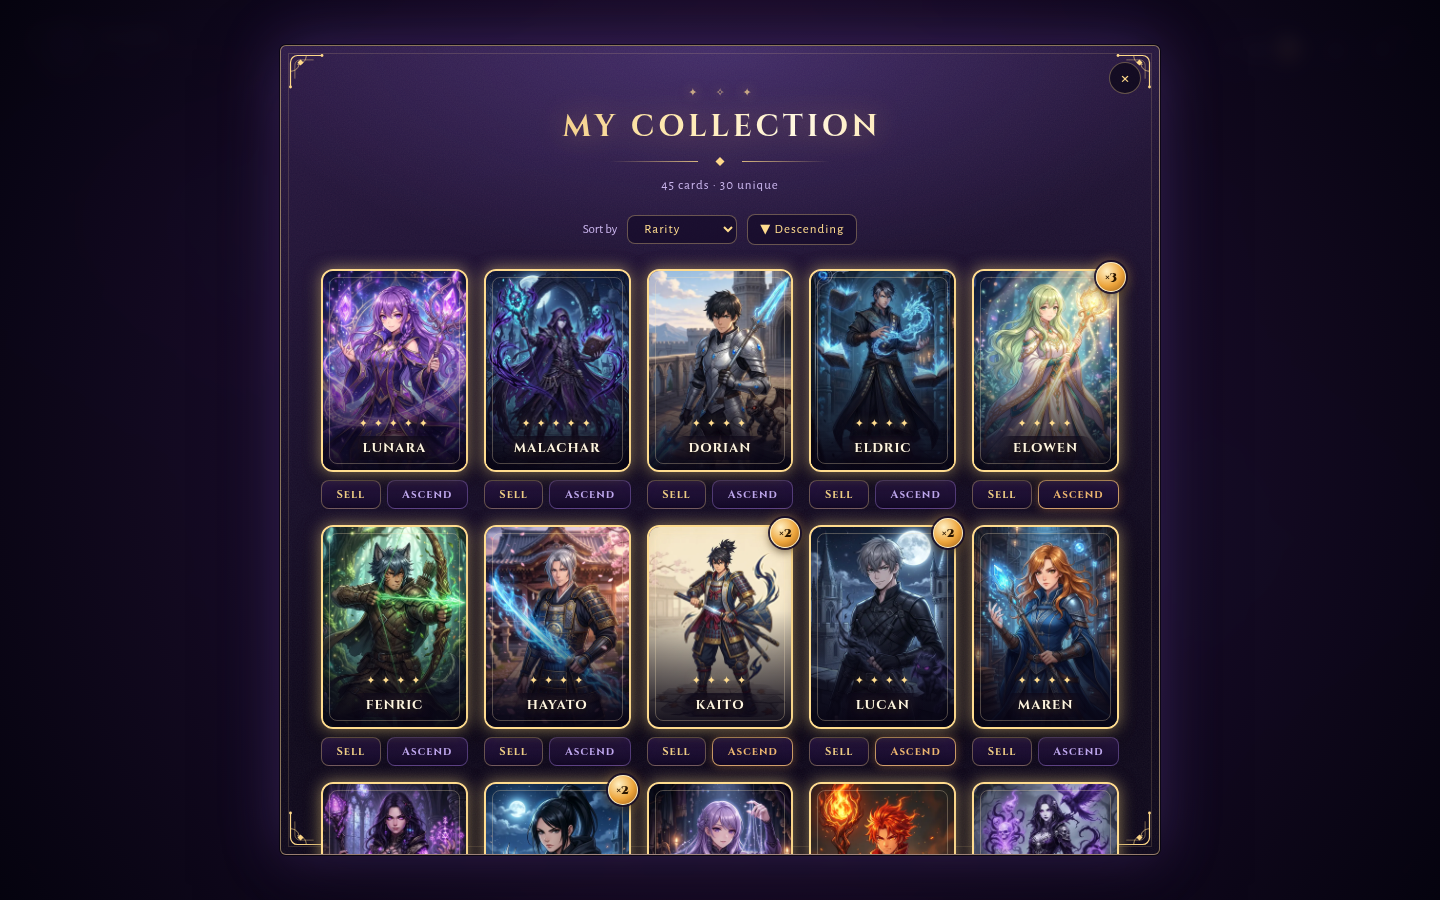 MY COLLECTION
45 cards · 30 unique
Sort by Rarity ▼ Descending
×3
LUNARA MALACHAR DORIAN ELDRIC ELOWEN
SELL ASCEND SELL ASCEND SELL ASCEND SELL ASCEND SELL ASCEND
×2 ×2
FENRIC HAYATO KAITO LUCAN MAREN
SELL ASCEND SELL ASCEND SELL ASCEND SELL ASCEND SELL ASCEND
×2